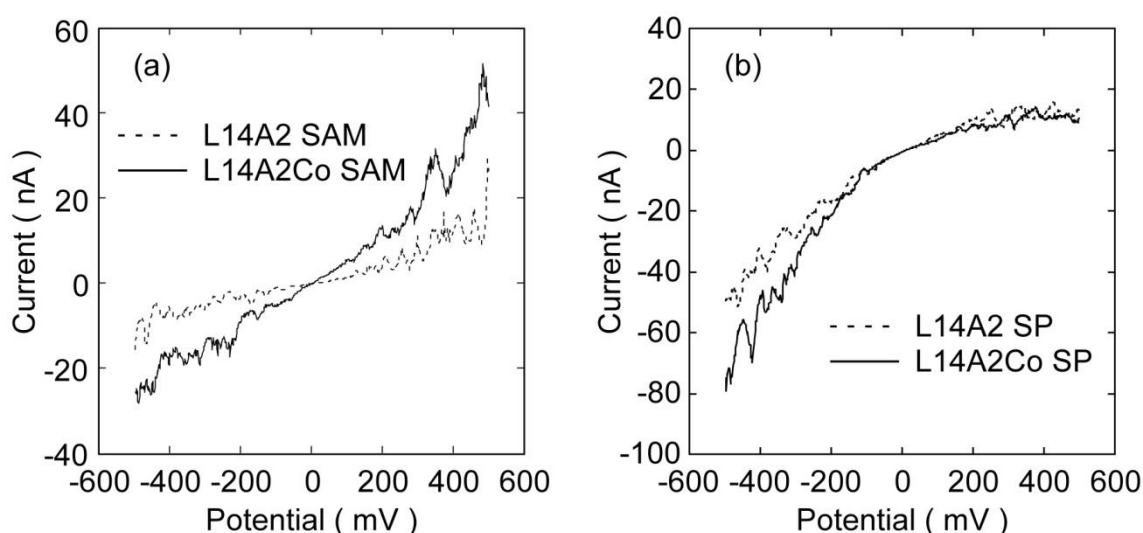 (a)
60
40
20
0
-20
-40
-600
-400
-200
0
200
400
600
Current ( nA )
Potential ( mV )
L14A2 SAM
L14A2Co SAM
(b)
40
20
0
-20
-40
-60
-80
-100
-600
-400
-200
0
200
400
600
Current ( nA )
Potential ( mV )
L14A2 SP
L14A2Co SP